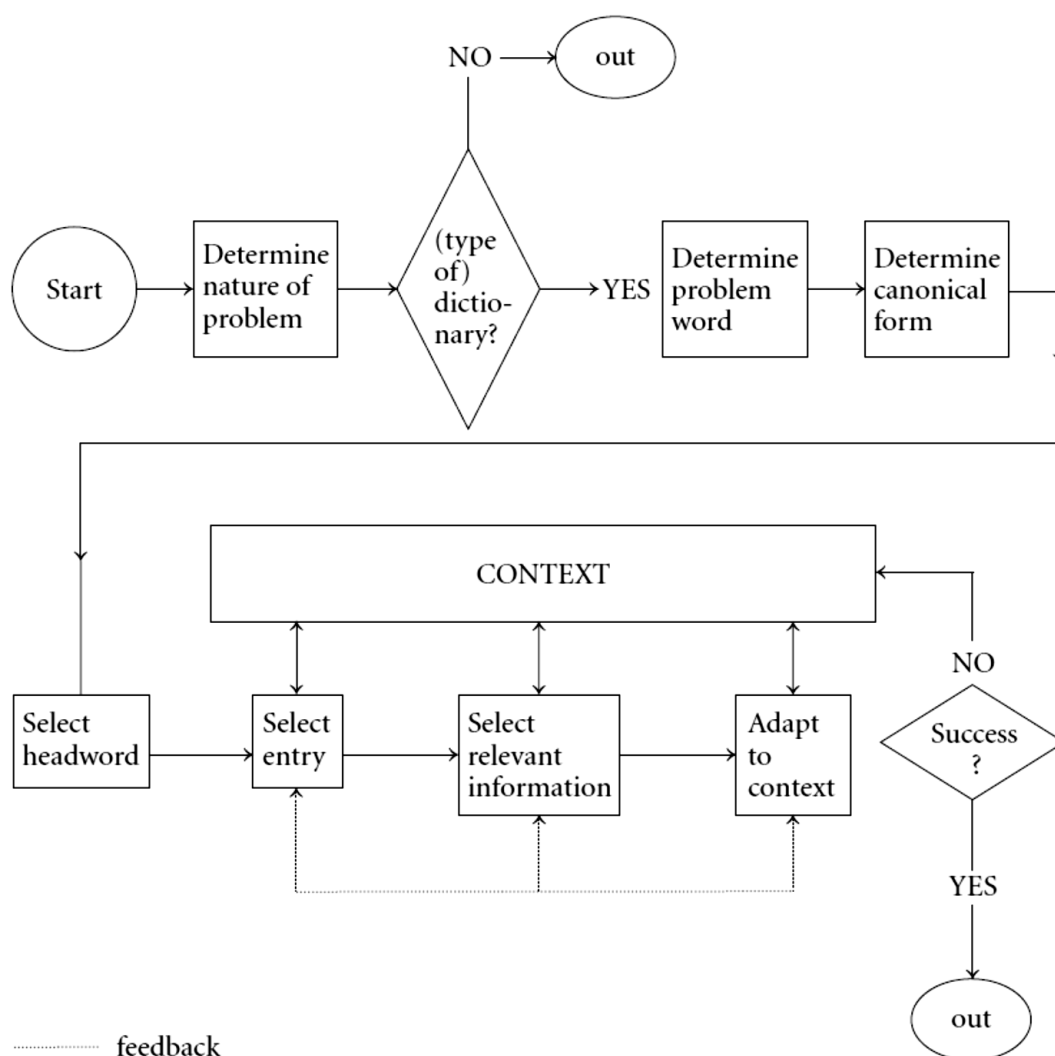 NO
out
Start
Determine
nature of
problem
(type
of)
dictio-
nary?
YES
Determine
problem
word
Determine
canonical
form
CONTEXT
Select
headword
Select
entry
Select
relevant
information
Adapt
to
context
NO
Success
?
YES
out
feedback